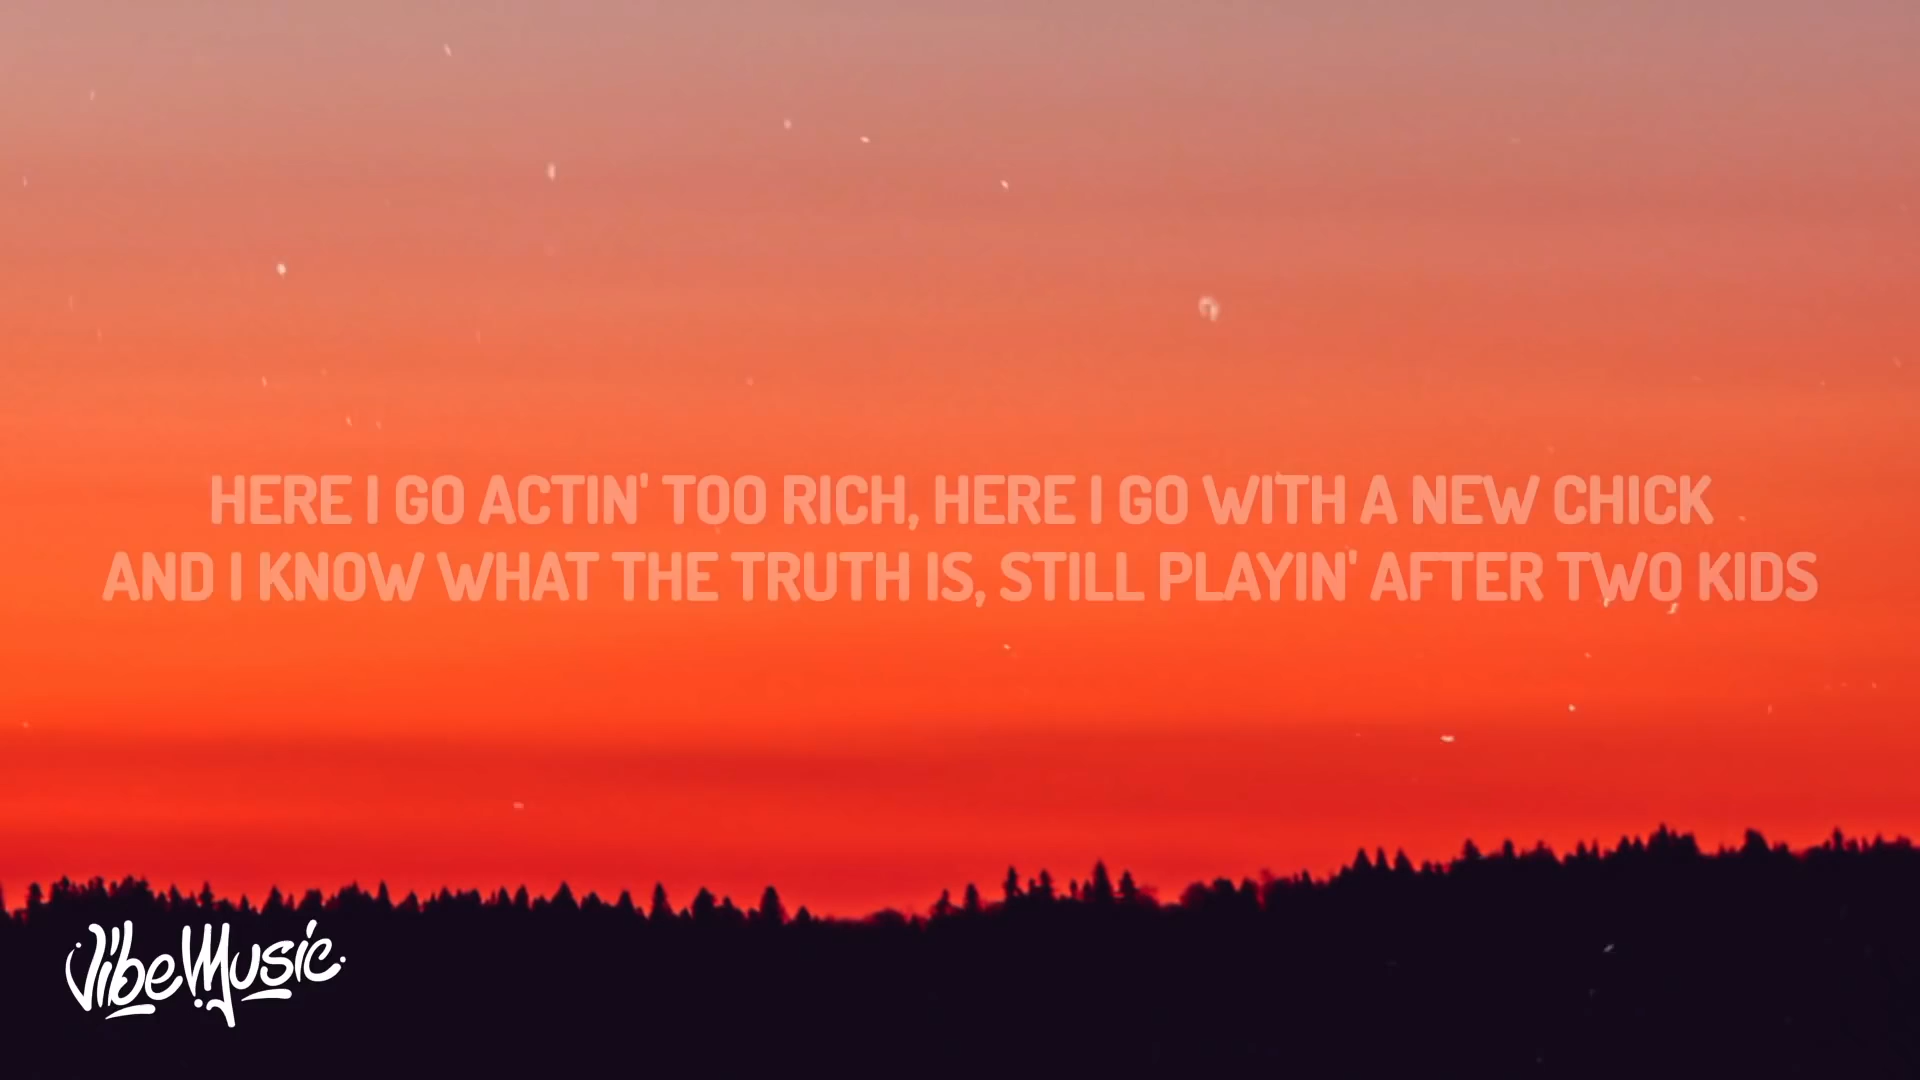 HERE I GO ACTIN' TOO RICH, HERE I GO WITH A NEW CHICK
AND I KNOW WHAT THE TRUTH IS, STILL PLAYIN' AFTER TWO KIDS
VibeMusic